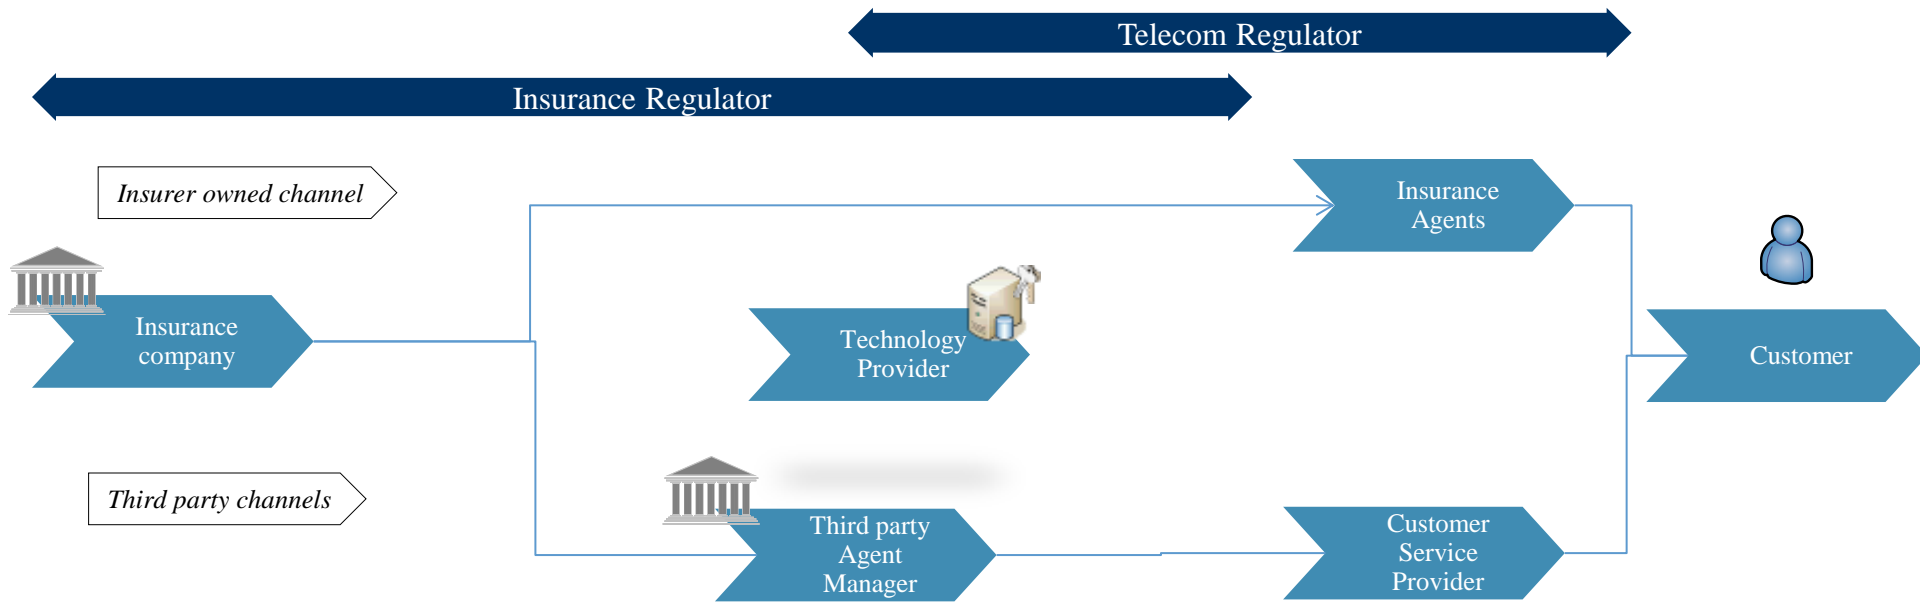 Telecom Regulator
Insurance Regulator
Insurer owned channel
Insurance
Agents
Insurance
company
Technology
Provider
Customer
Third party channels
Third party
Agent
Manager
Customer
Service
Provider